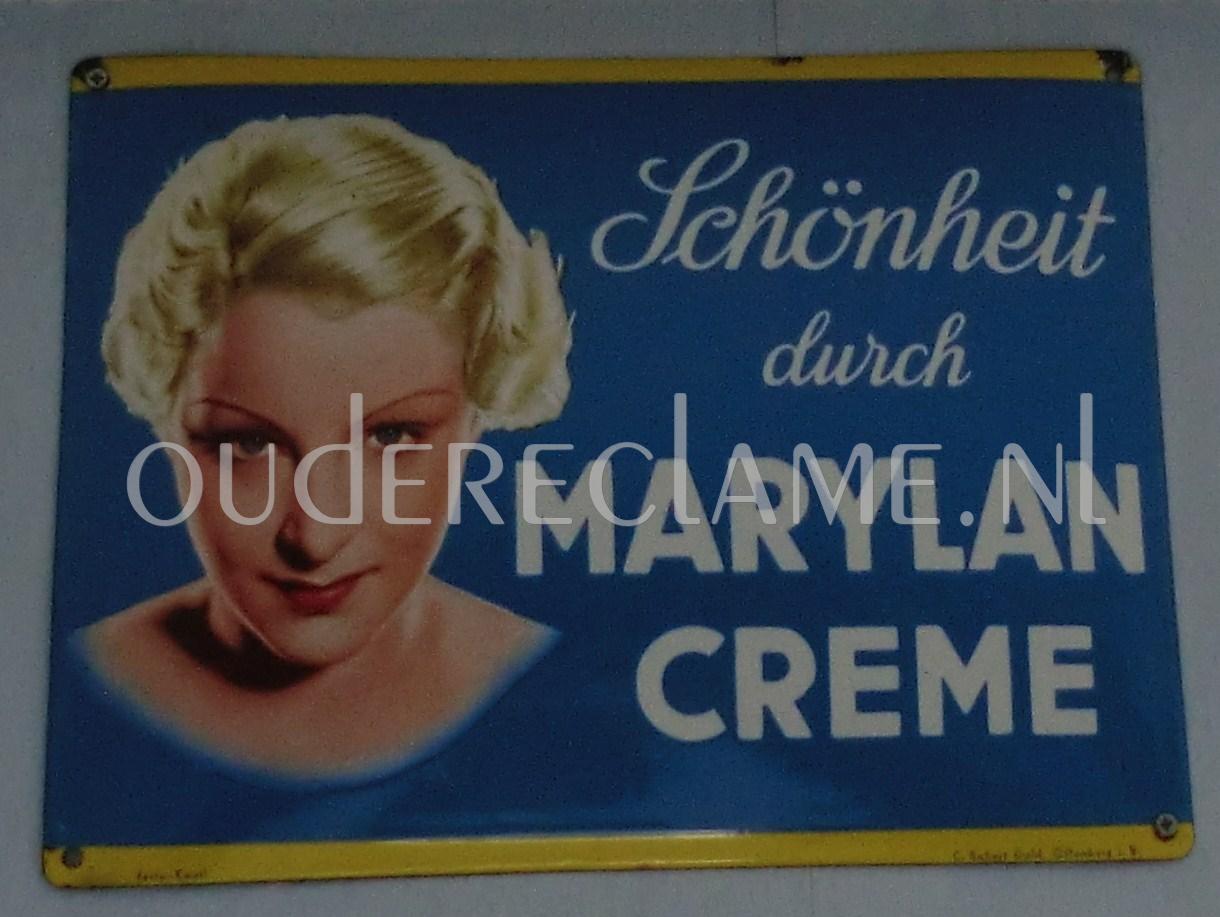 Schönheit
durch
OUDERECLAME.NL
MARYLAN
CREME